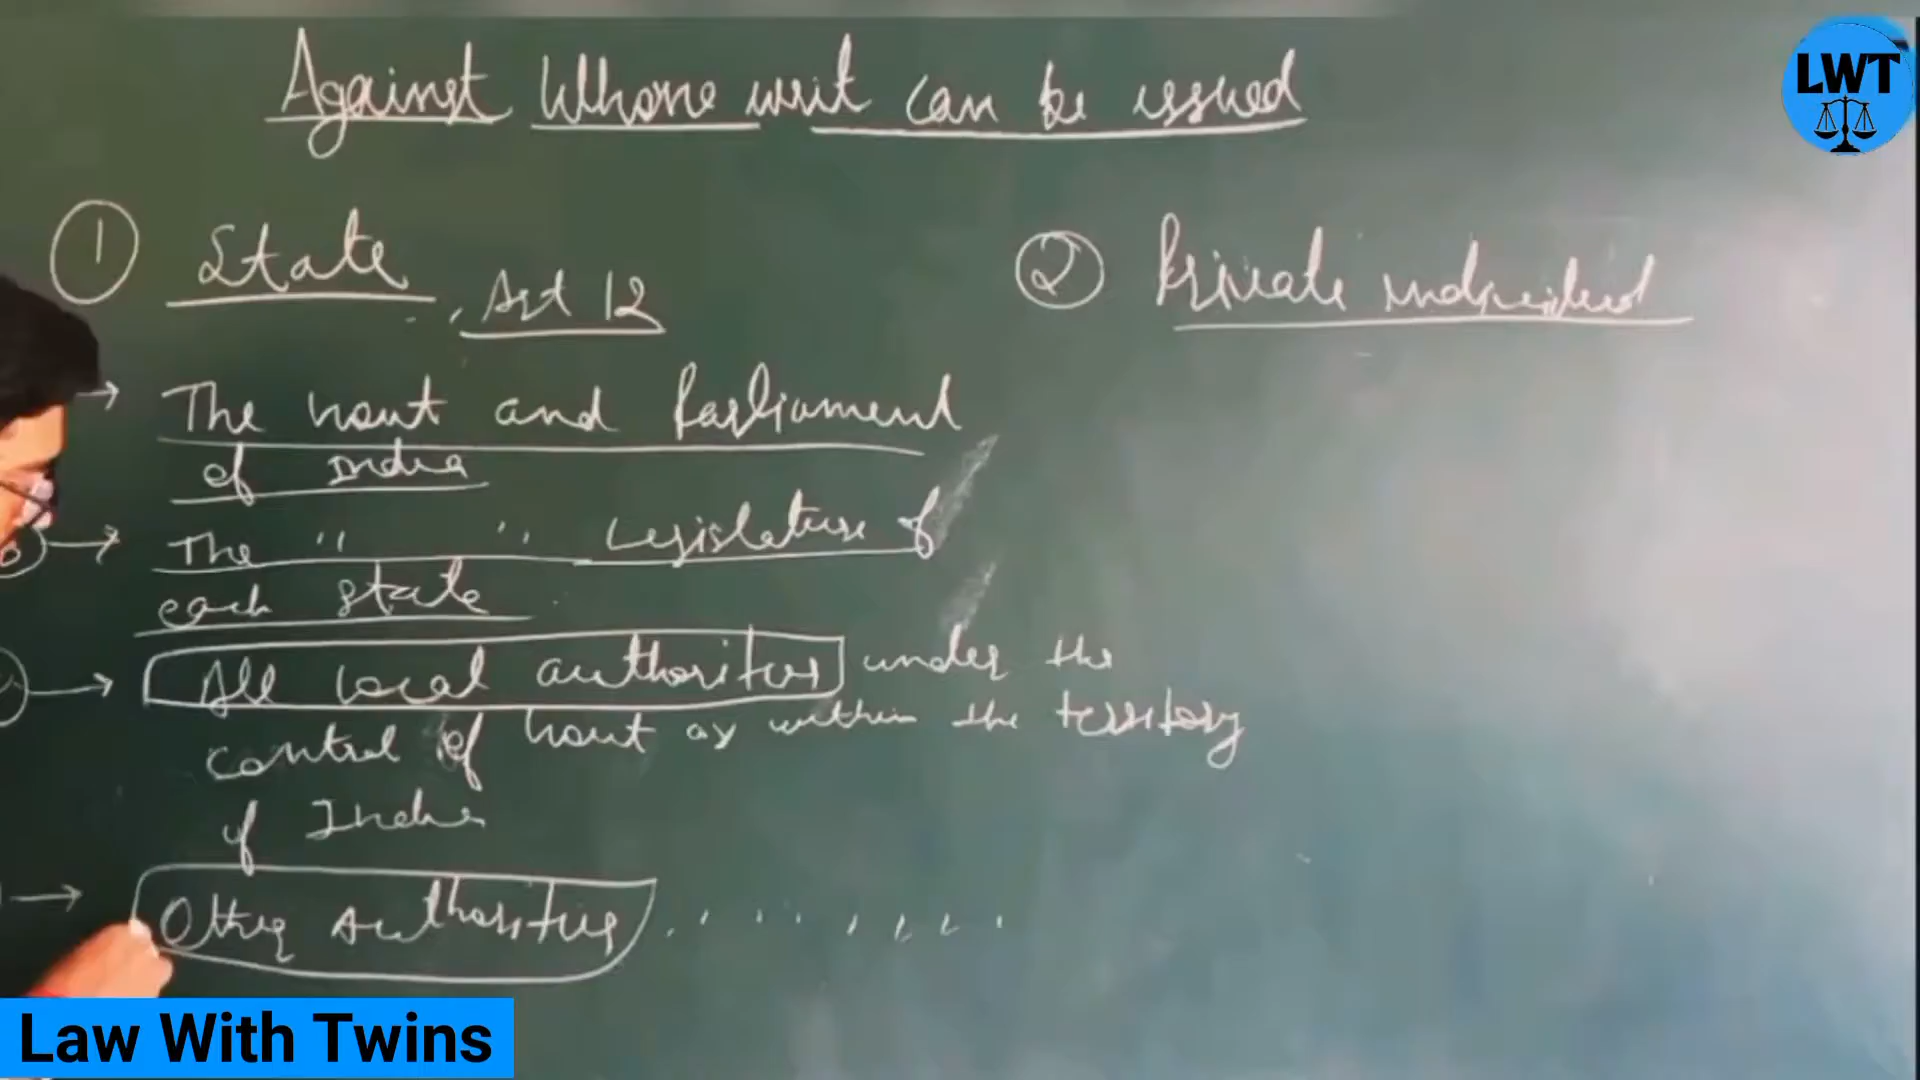 Against Whome writ can be issued
LWT
① State, Art 12
② Private individual
→ The Govt and Parliament
of India
→ The " " Legislature of
each state
→ All local authorities under the
control of Govt or within the territory
of India
→ Other authorities . . . . . . . .
Law With Twins